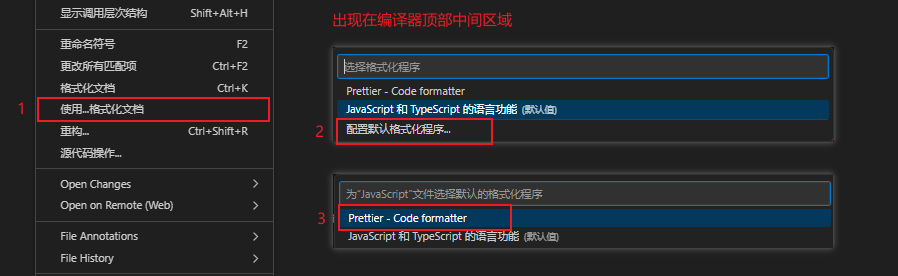 显示调用层次结构 Shift+Alt+H
重命名符号 F2
更改所有匹配项 Ctrl+F2
格式化文档 Ctrl+K
1 使用...格式化文档
重构... Ctrl+Shift+R
源代码操作...
Open Changes
Open on Remote (Web)
File Annotations
File History
出现在编译器顶部中间区域
选择格式化程序
Prettier - Code formatter
JavaScript 和 TypeScript 的语言功能 (默认值)
2 配置默认格式化程序...
为“JavaScript”文件选择默认的格式化程序
3 Prettier - Code formatter
JavaScript 和 TypeScript 的语言功能 (默认值)